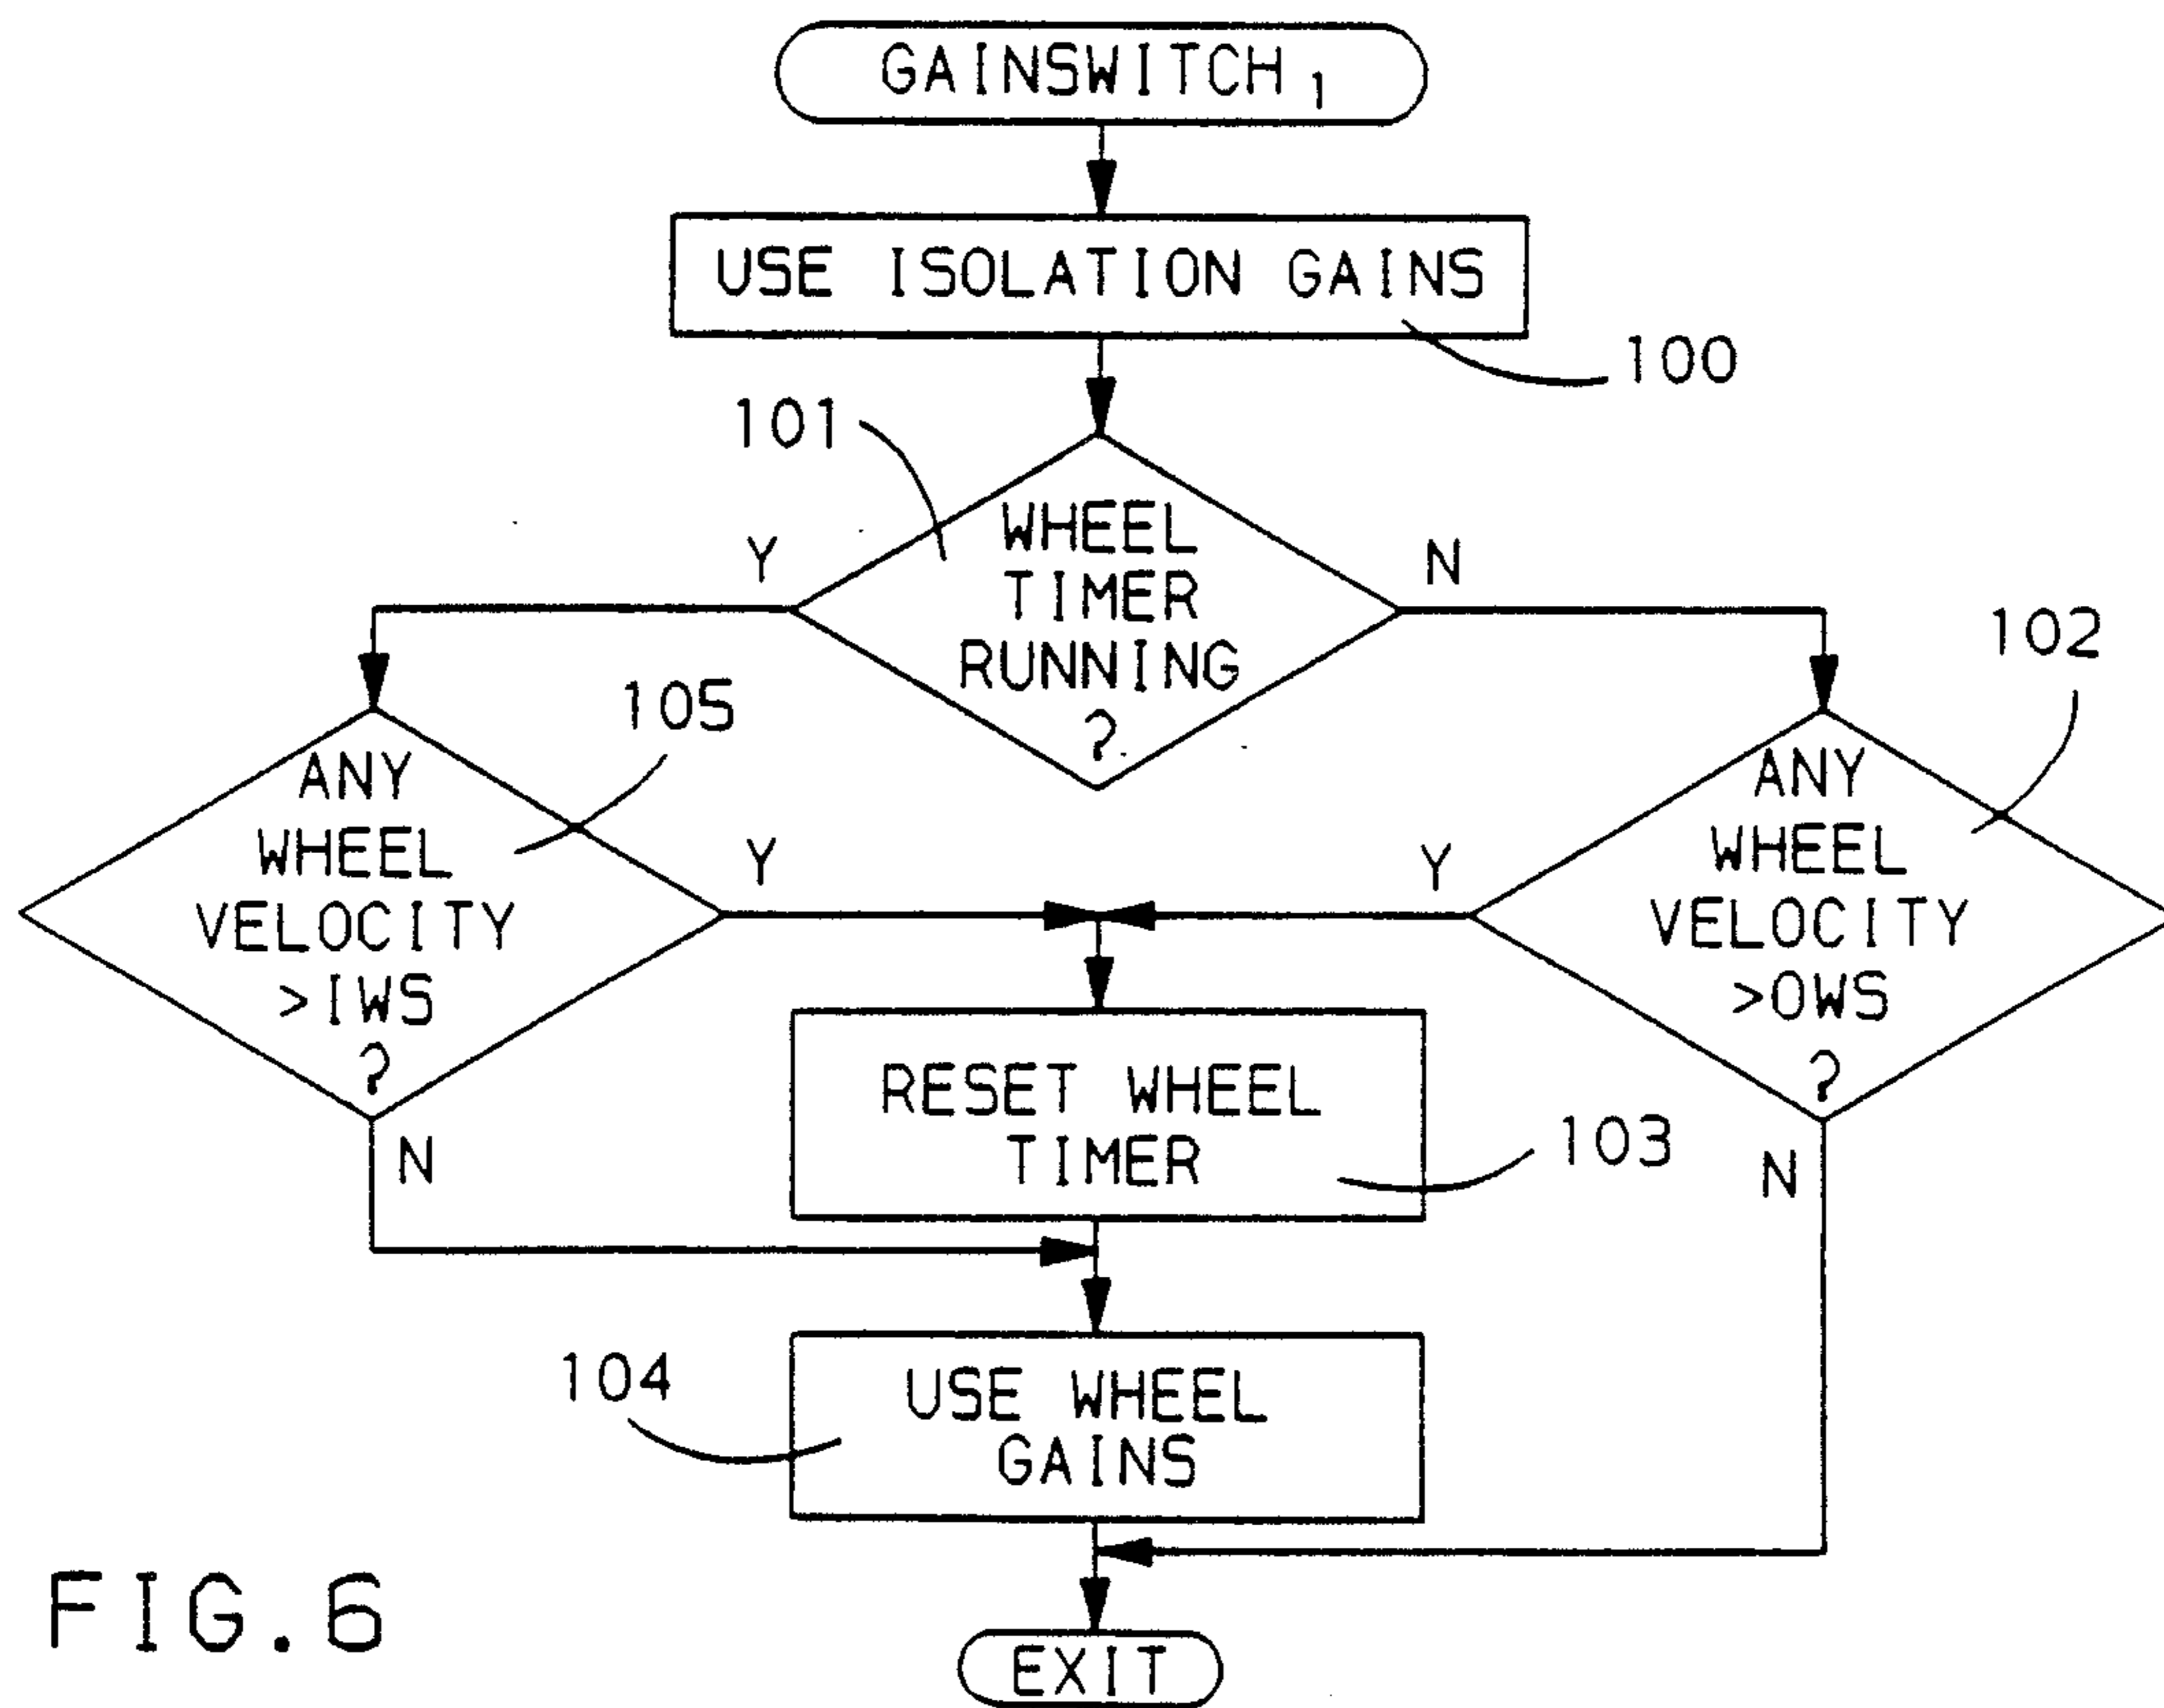 GAINSWITCH 1
USE ISOLATION GAINS
100
101
WHEEL
TIMER
RUNNING
?
Y
N
102
105
ANY
WHEEL
VELOCITY
>IWS
?
Y
N
ANY
WHEEL
VELOCITY
>OWS
?
Y
N
RESET WHEEL
TIMER
103
104
USE WHEEL
GAINS
EXIT
FIG.6